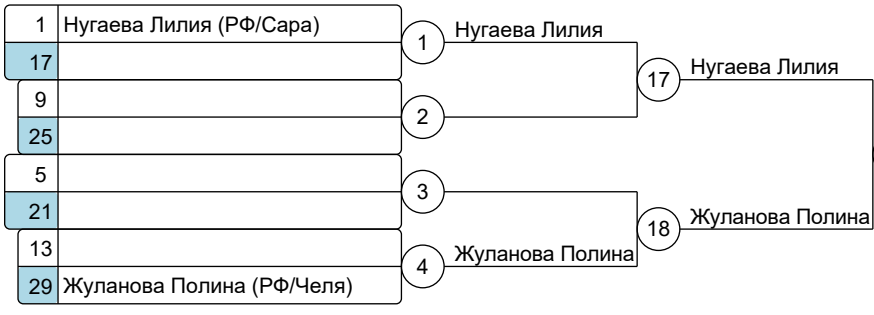 1 Нугаева Лилия (РФ/Сара)
17
9
25
5
21
13
29 Жуланова Полина (РФ/Челя)
1 Нугаева Лилия
2
3
4 Жуланова Полина
17 Нугаева Лилия
18 Жуланова Полина